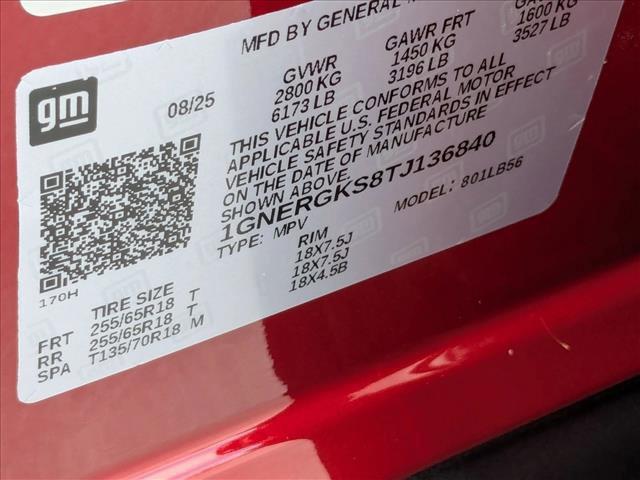 MFD BY GENERAL
gm
08/25
GVWR
2800 KG
6173 LB
GAWR FRT
1450 KG
3196 LB
1600 KG
3527 LB
THIS VEHICLE CONFORMS TO ALL
APPLICABLE U.S. FEDERAL MOTOR
VEHICLE SAFETY STANDARDS IN EFFECT
ON THE DATE OF MANUFACTURE
SHOWN ABOVE.
1GNERGKS8TJ136840
TYPE: MPV
MODEL: 801LB56
170H
TIRE SIZE
RIM
FRT 255/65R18 T 18X7.5J
RR 255/65R18 T 18X7.5J
SPA T135/70R18 M 18X4.5B